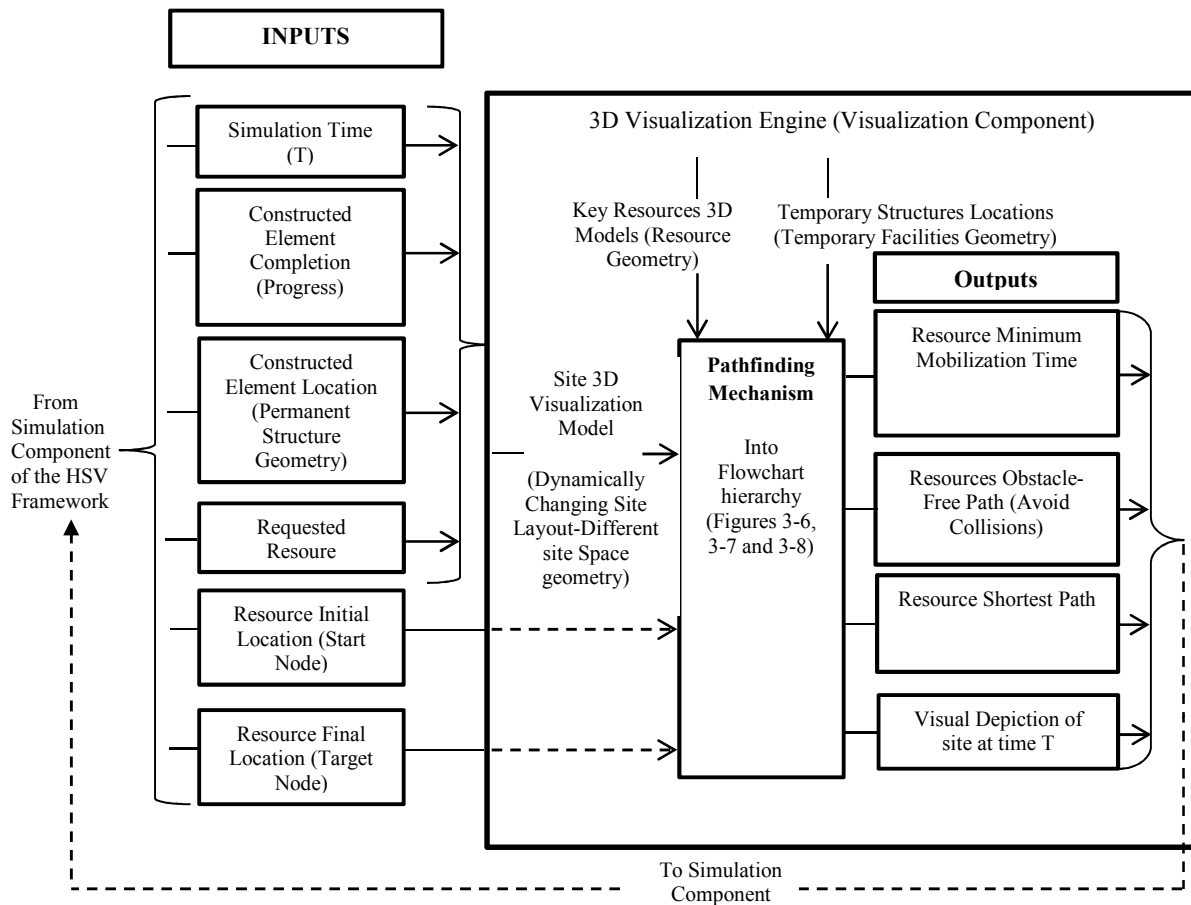 INPUTS
From
Simulation
Component
of the HSV
Framework
Simulation Time
(T)
Constructed
Element
Completion
(Progress)
Constructed
Element Location
(Permanent
Structure
Geometry)
Requested
Resoure
Resource Initial
Location (Start
Node)
Resource Final
Location (Target
Node)
3D Visualization Engine (Visualization Component)
Key Resources 3D
Models (Resource
Geometry)
Temporary Structures Locations
(Temporary Facilities Geometry)
Site 3D
Visualization
Model
(Dynamically
Changing Site
Layout-Different
site Space
geometry)
Pathfinding
Mechanism
Into
Flowchart
hierarchy
(Figures 3-6,
3-7 and 3-8)
Outputs
Resource Minimum
Mobilization Time
Resources Obstacle-
Free Path (Avoid
Collisions)
Resource Shortest Path
Visual Depiction of
site at time T
To Simulation
Component